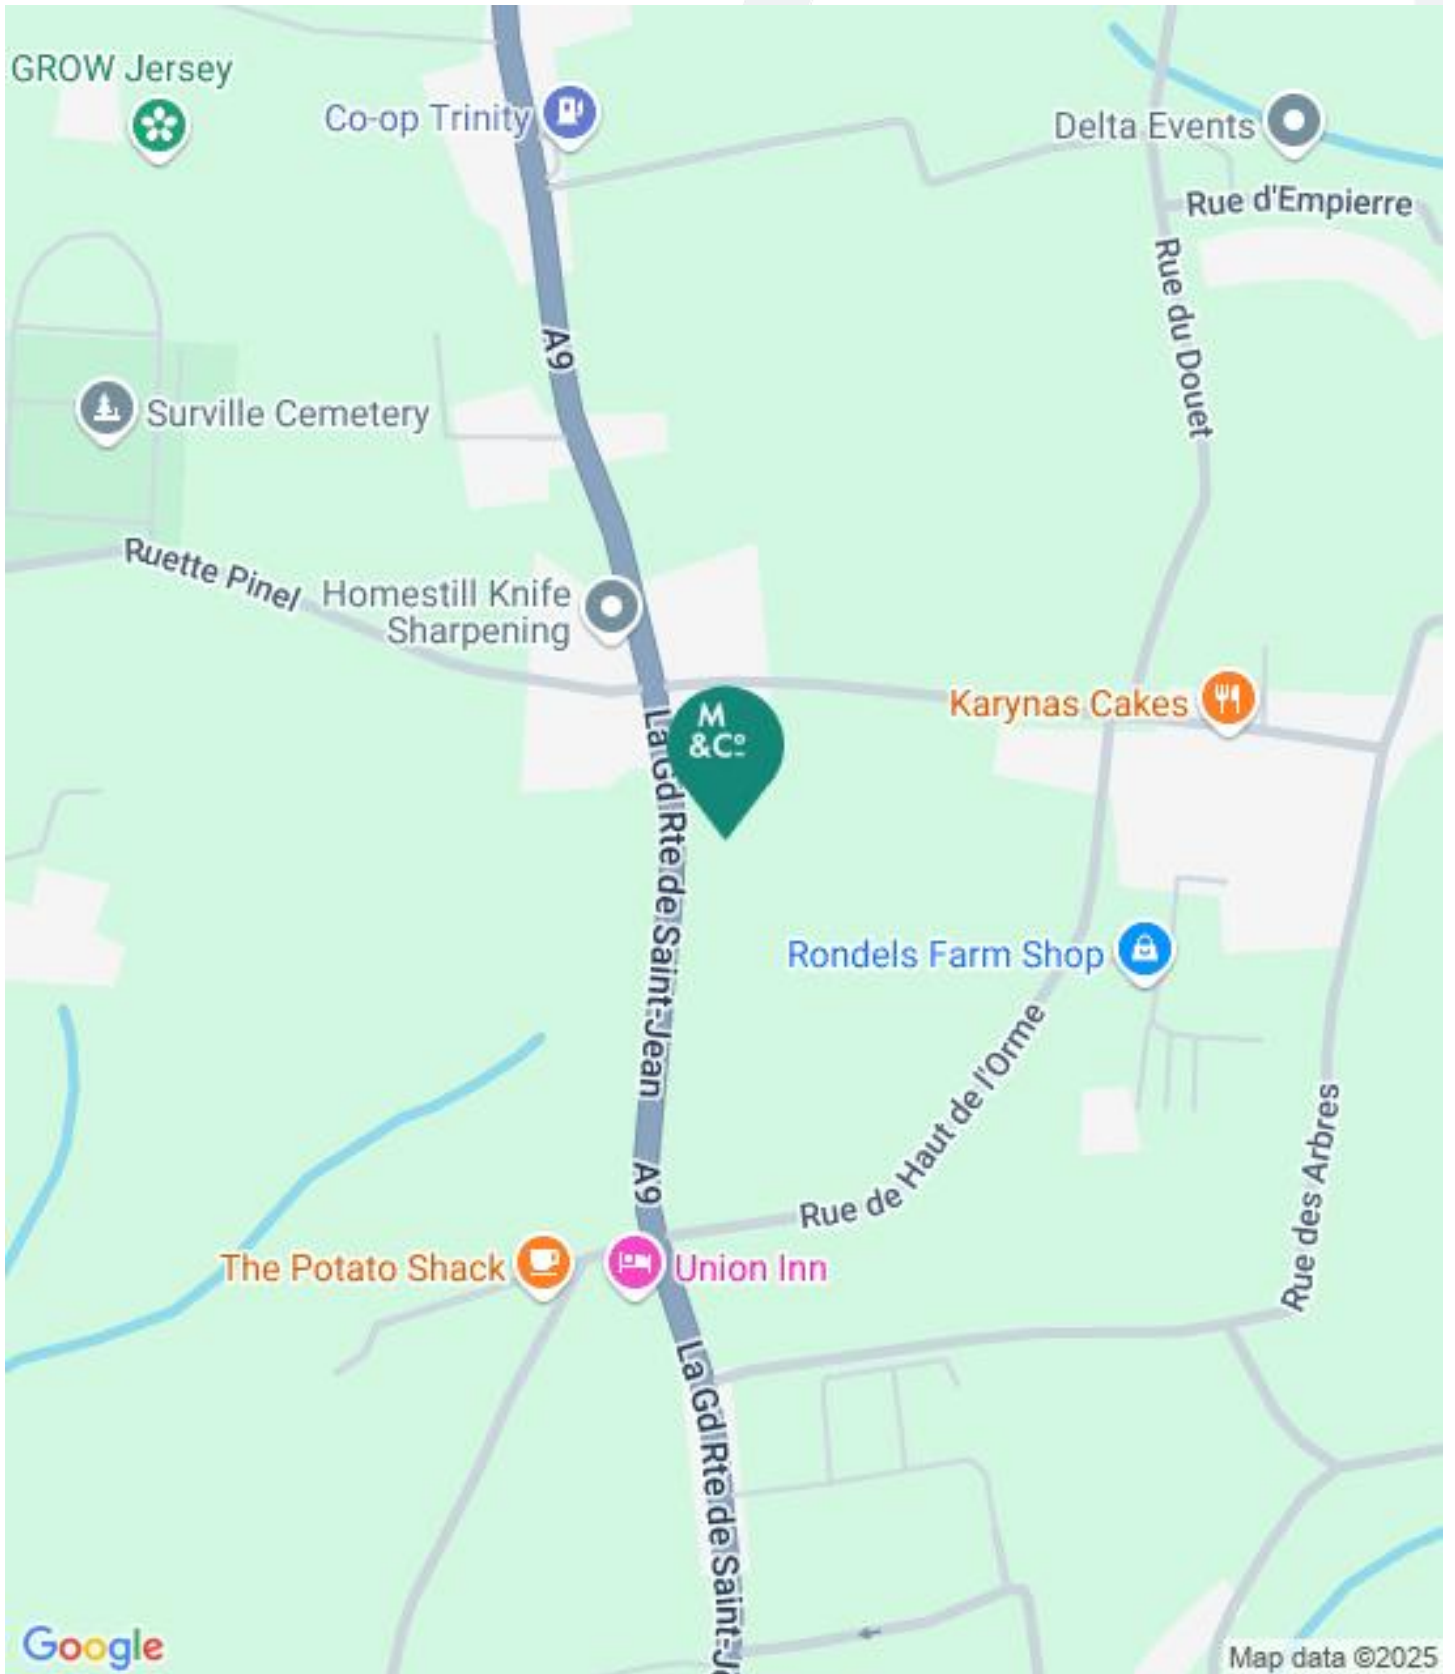 GROW Jersey
Co-op Trinity
Delta Events
Rue d'Empierre
Rue du Douet
A9
Surville Cemetery
Ruette Pinel
Homestill Knife
Sharpening
M
&Cº
Karynas Cakes
La Gd Rte de Saint-Jean
Rondels Farm Shop
Rue de Haut de l'Orme
Rue des Arbres
A9
The Potato Shack
Union Inn
La Gd Rte de Saint-Je
Google
Map data ©2025